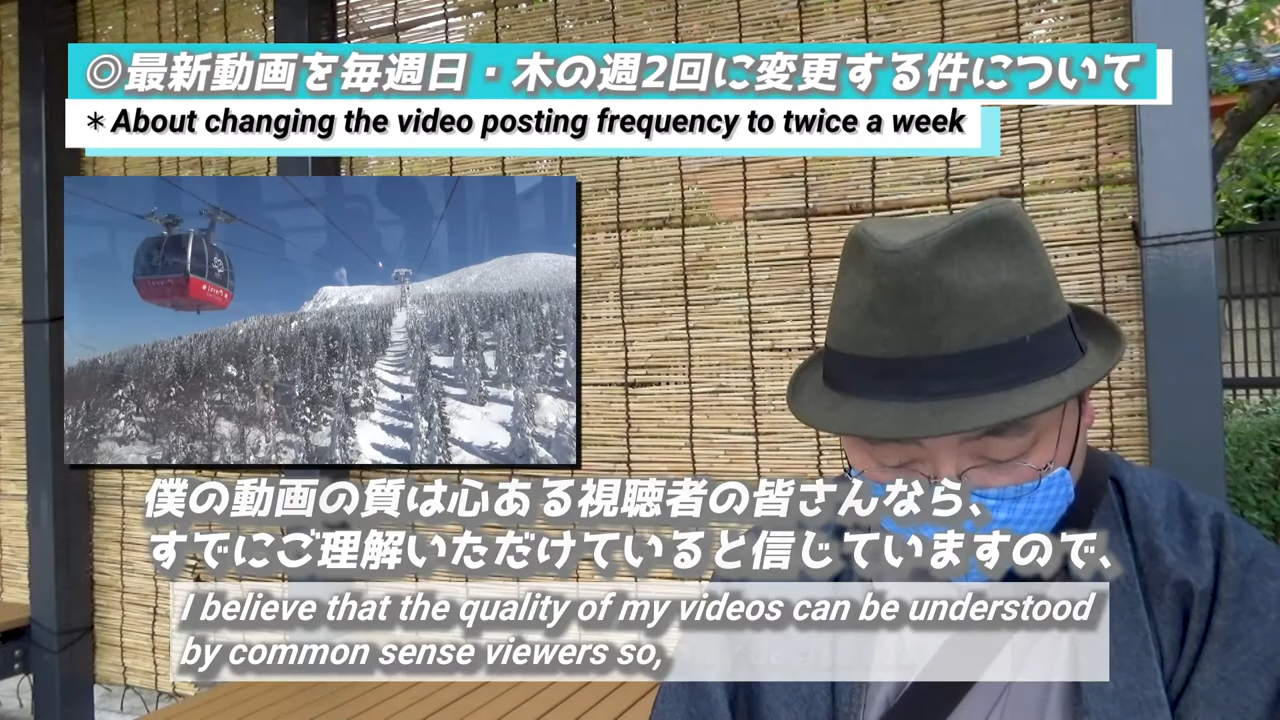 ◎最新動画を毎週日・木の週2回に変更する件について
＊About changing the video posting frequency to twice a week
僕の動画の質は心ある視聴者の皆さんなら、
すでにご理解いただけていると信じていますので、
I believe that the quality of my videos can be understood
by common sense viewers so,